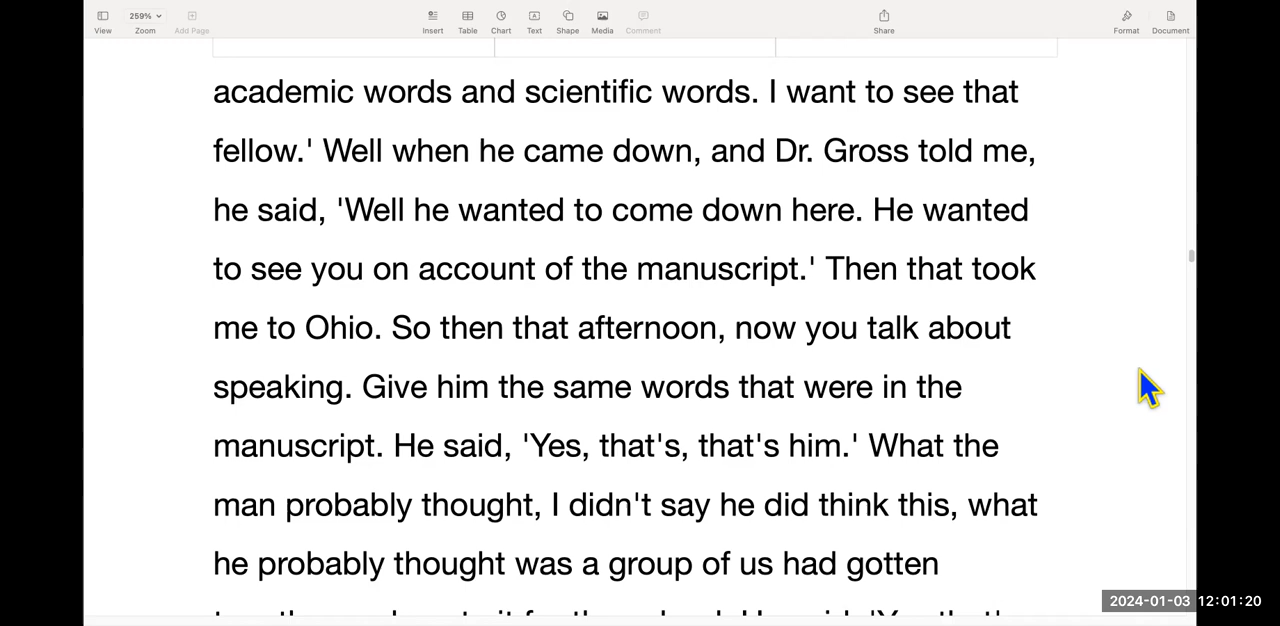 259%
View
Zoom
Add Page
Insert
Table
Chart
Text
Shape
Media
Comment
Share
Format
Document
academic words and scientific words. I want to see that
fellow.' Well when he came down, and Dr. Gross told me,
he said, 'Well he wanted to come down here. He wanted
to see you on account of the manuscript.' Then that took
me to Ohio. So then that afternoon, now you talk about
speaking. Give him the same words that were in the
manuscript. He said, 'Yes, that's, that's him.' What the
man probably thought, I didn't say he did think this, what
he probably thought was a group of us had gotten
2024-01-03 12:01:20